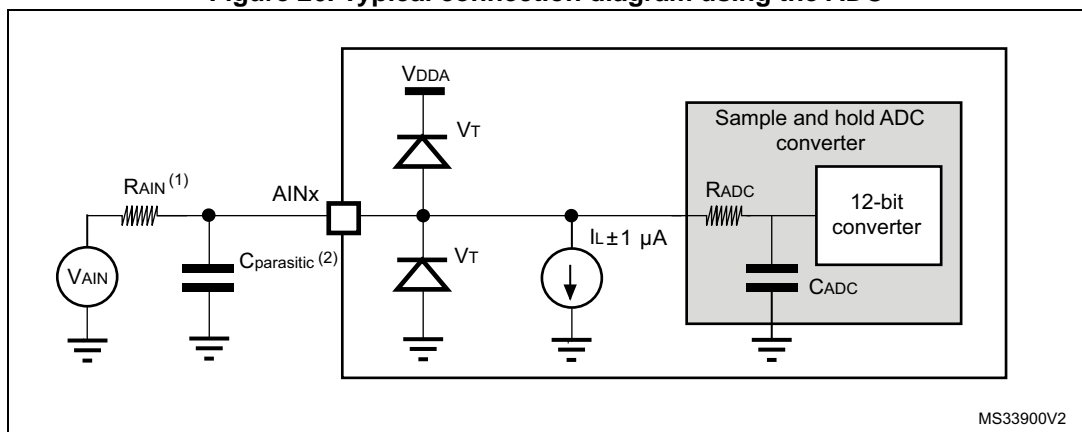 Figure Typical connection diagram using the ADC
VDDA
Sample and hold ADC
converter
VT
RAIN (1)
AINx
RADC
12-bit
converter
IL±1 µA
Cparasitic (2)
VT
VAIN
CADC
MS33900V2